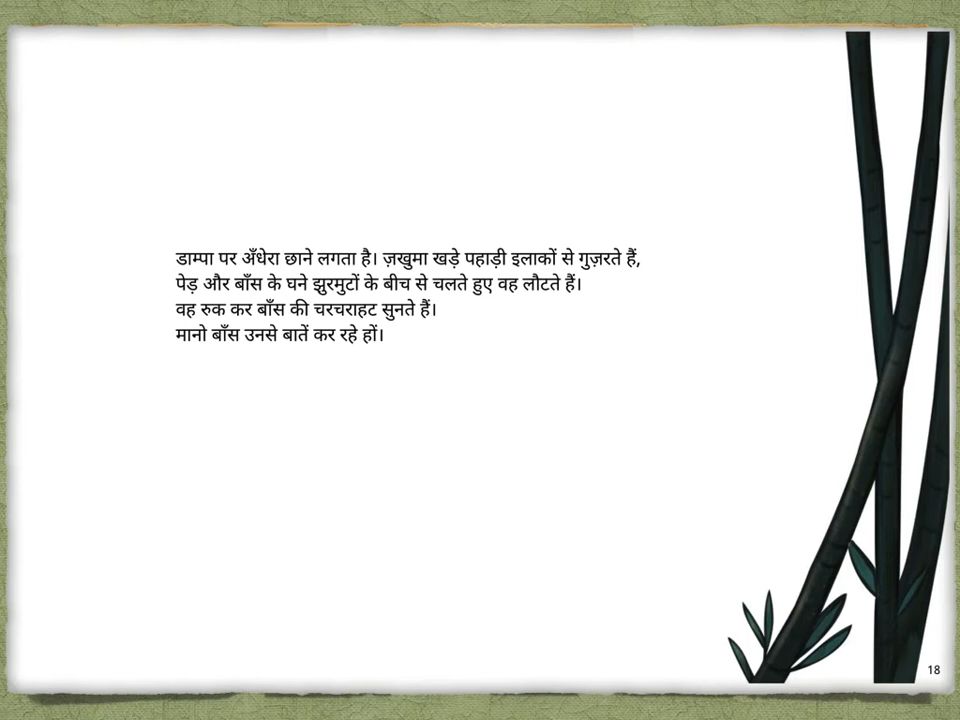 डाम्पा पर अँधेरा छाने लगता है। ज़खुमा खड़े पहाड़ी इलाकों से गुज़रते हैं,
पेड़ और बाँस के घने झुरमुटों के बीच से चलते हुए वह लौटते हैं।
वह रुक कर बाँस की चरचराहट सुनते हैं।
मानो बाँस उनसे बातें कर रहे हों।
18